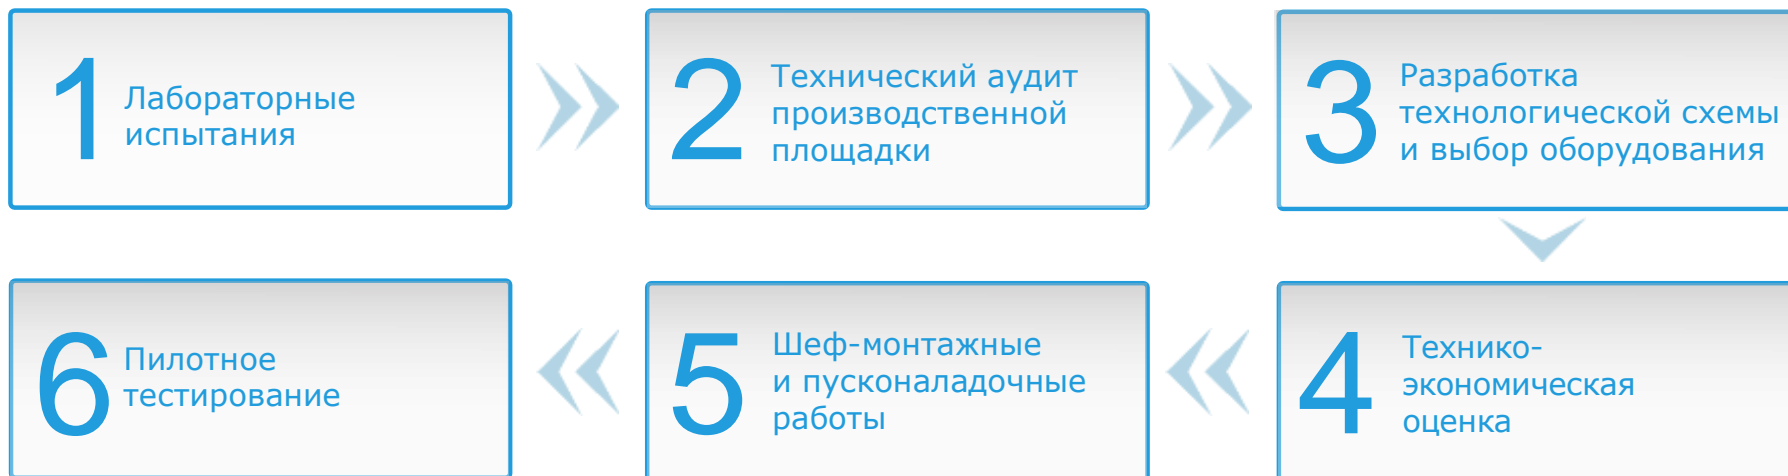 1
Лабораторные
испытания
2
Технический аудит
производственной
площадки
3
Разработка
технологической схемы
и выбор оборудования
4
Технико-
экономическая
оценка
5
Шеф-монтажные
и пусконаладочные
работы
6
Пилотное
тестирование